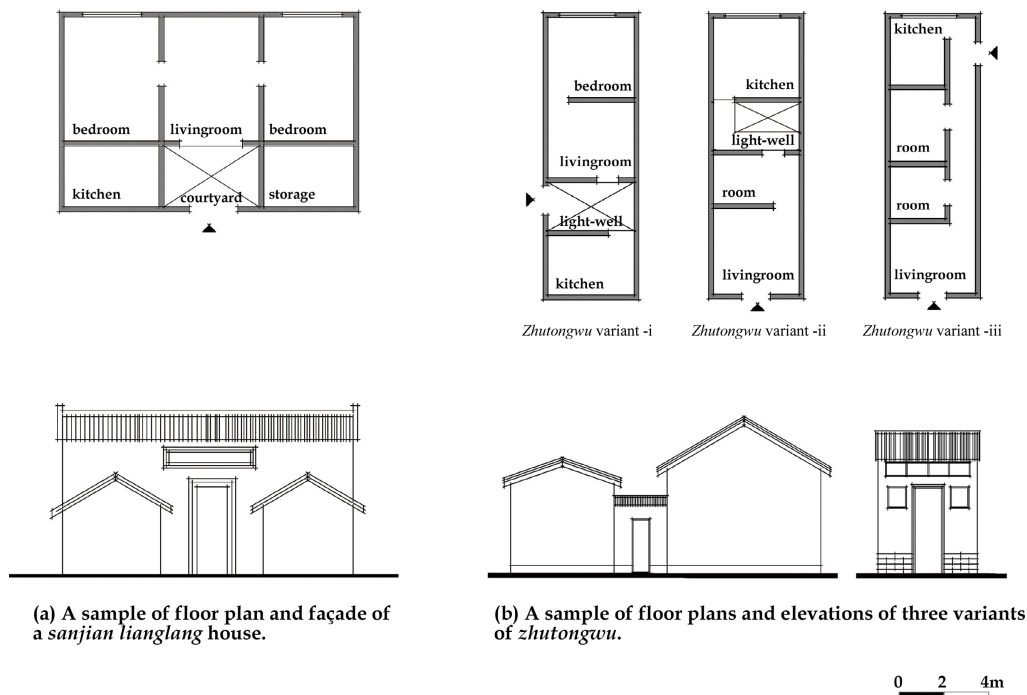 bedroom livingroom bedroom
kitchen courtyard storage
bedroom
livingroom
light-well
kitchen
Zhutongwu variant -i
kitchen
light-well
room
livingroom
Zhutongwu variant -ii
kitchen
room
room
livingroom
Zhutongwu variant -iii
(a) A sample of floor plan and façade of
a sanjian lianglang house.
(b) A sample of floor plans and elevations of three variants
of zhutongwu.
0 2 4m